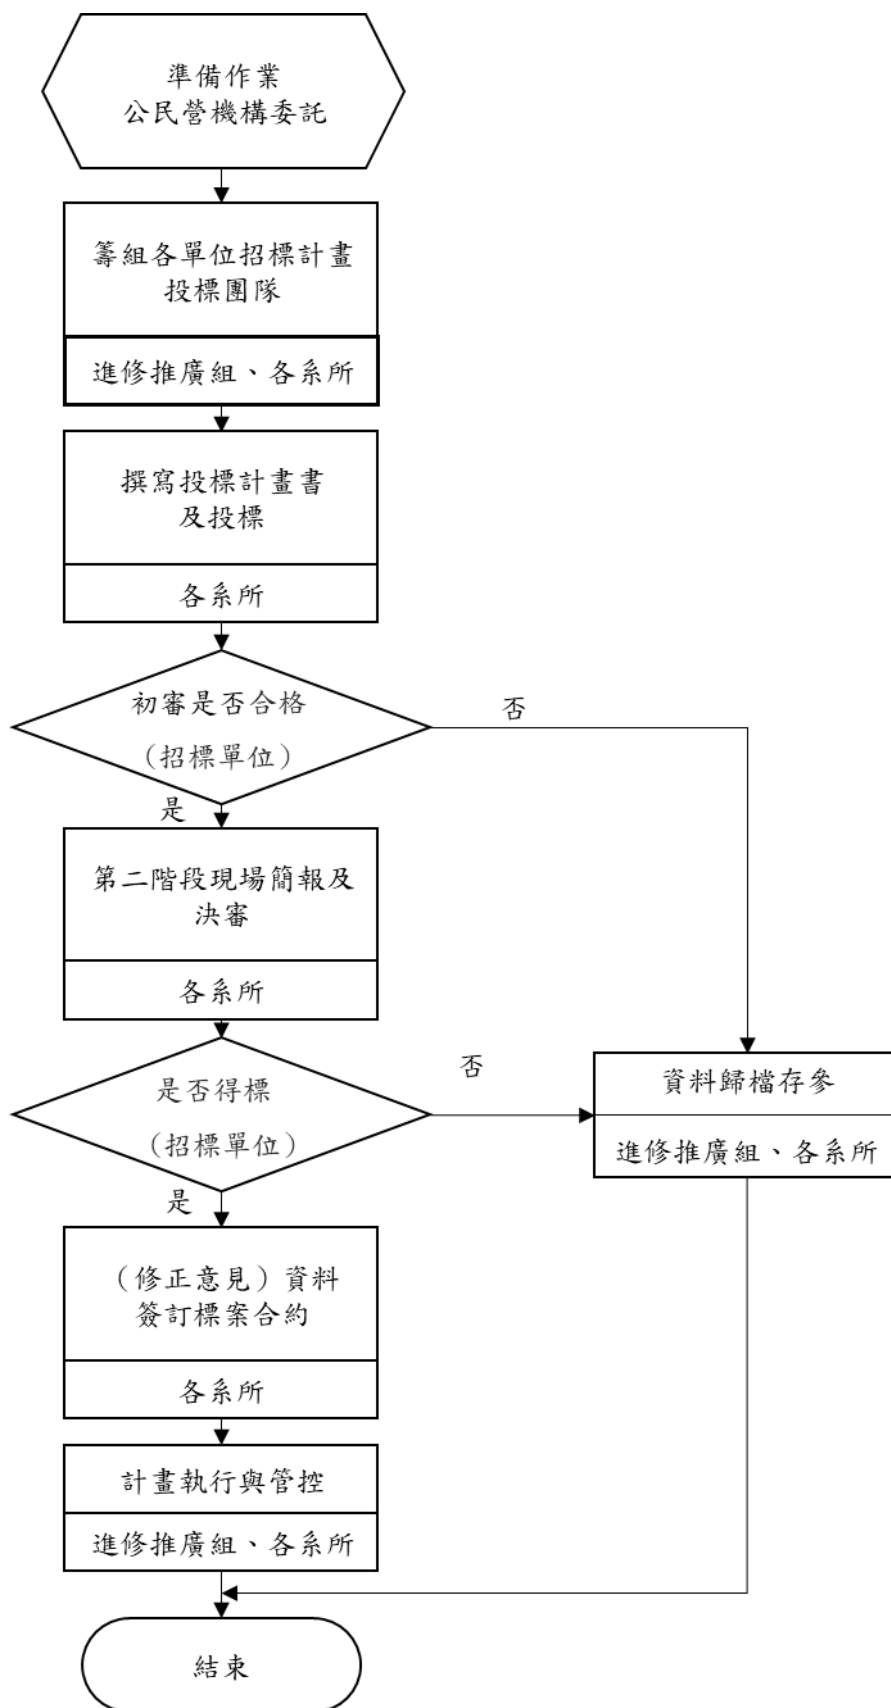 準備作業
公民營機構委託
籌組各單位招標計畫
投標團隊
進修推廣組、各系所
撰寫投標計畫書
及投標
各系所
初審是否合格
（招標單位）
否
是
第二階段現場簡報及
決審
各系所
是否得標
（招標單位）
否
資料歸檔存參
進修推廣組、各系所
是
（修正意見）資料
簽訂標案合約
各系所
計畫執行與管控
進修推廣組、各系所
結束